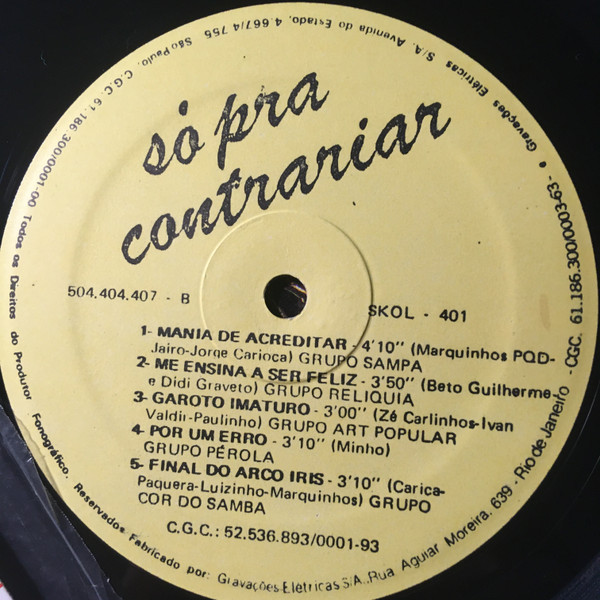 só pra
contrariar
504.404.407 - B
SKOL - 401
1- MANIA DE ACREDITAR - 4'10" (Marquinhos PQD-
Jairo-Jorge Carioca) GRUPO SAMPA
2- ME ENSINA A SER FELIZ - 3'50" (Beto Guilherme
e Didi Graveto) GRUPO RELIQUIA
3- GAROTO IMATURO - 3'00" (Zé Carlinhos-Ivan
Valdir-Paulinho) GRUPO ART POPULAR
4- POR UM ERRO - 3'10" (Minho)
GRUPO PÉROLA
5- FINAL DO ARCO IRIS - 3'10" (Carica-
Paquera-Luizinho-Marquinhos) GRUPO
COR DO SAMBA
C.G.C.: 52.536.893/0001-93
Todos os Direitos do Produtor Fonográfico. Reservados Fabricado por: Gravações Elétricas S/A., Rua Aguiar Moreira, 639 - Rio de Janeiro - CGC. 61.186.300/0003-63- e Gravações Elétricas S/A. Avenida do Estado, 4.667/4755 São Paulo. C.G.C. 61.186.300/0001-00